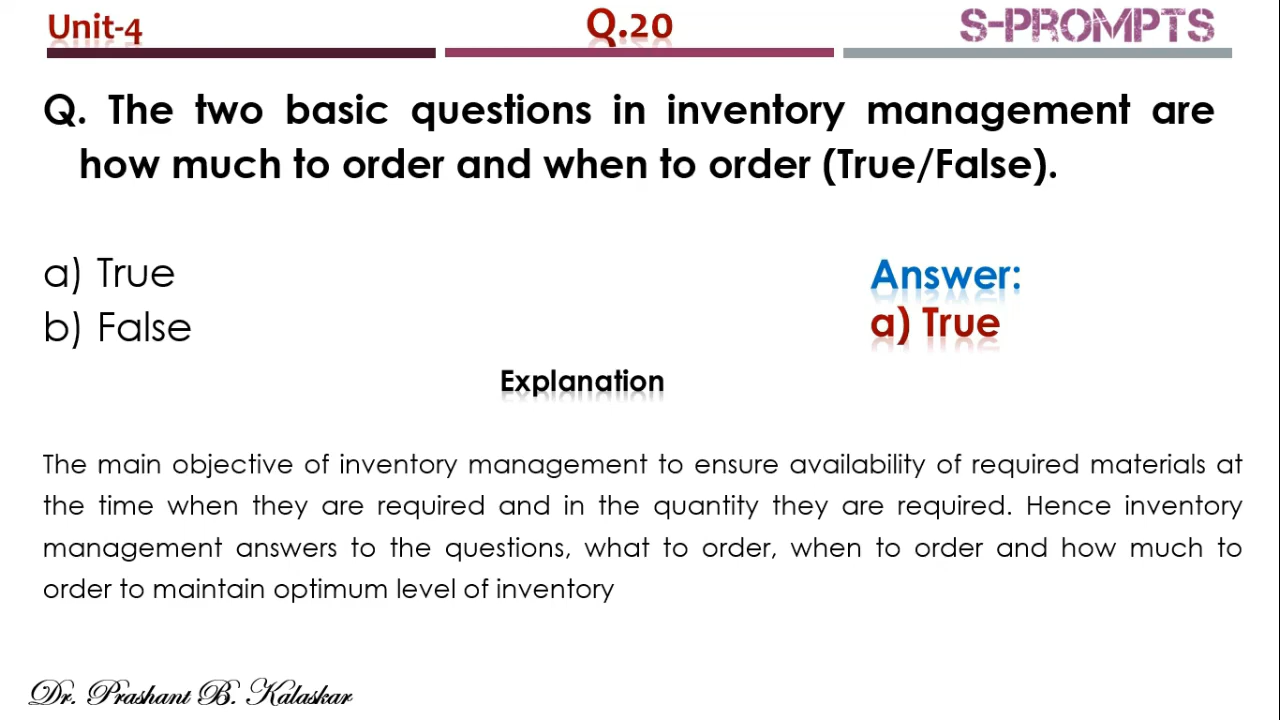 Unit-4
Q.20
S-PROMPTS
Q. The two basic questions in inventory management are
how much to order and when to order (True/False).
a) True
b) False
Answer:
a) True
Explanation
The main objective of inventory management to ensure availability of required materials at
the time when they are required and in the quantity they are required. Hence inventory
management answers to the questions, what to order, when to order and how much to
order to maintain optimum level of inventory
Dr. Prashant B. Kalaskar